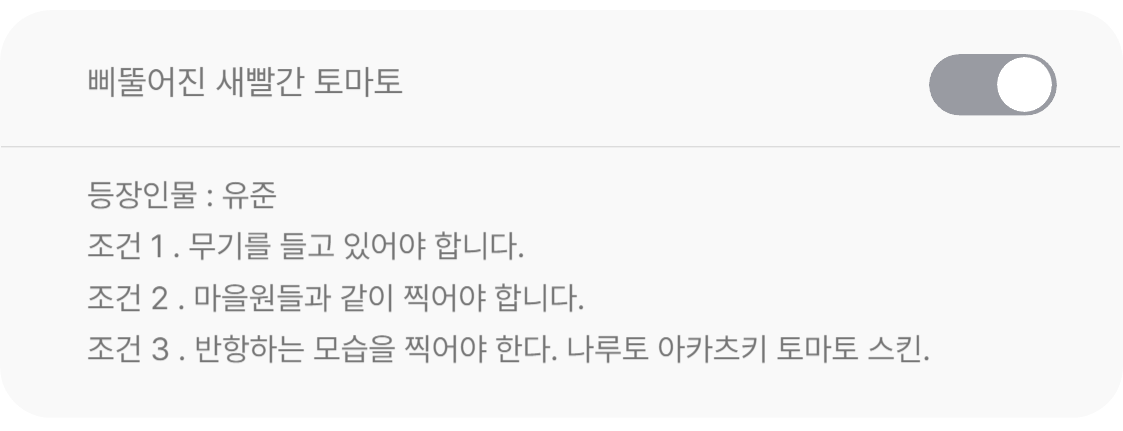 삐뚤어진 새빨간 토마토
등장인물 : 유준
조건 1 . 무기를 들고 있어야 합니다.
조건 2 . 마을원들과 같이 찍어야 합니다.
조건 3 . 반항하는 모습을 찍어야 한다. 나루토 아카츠키 토마토 스킨.